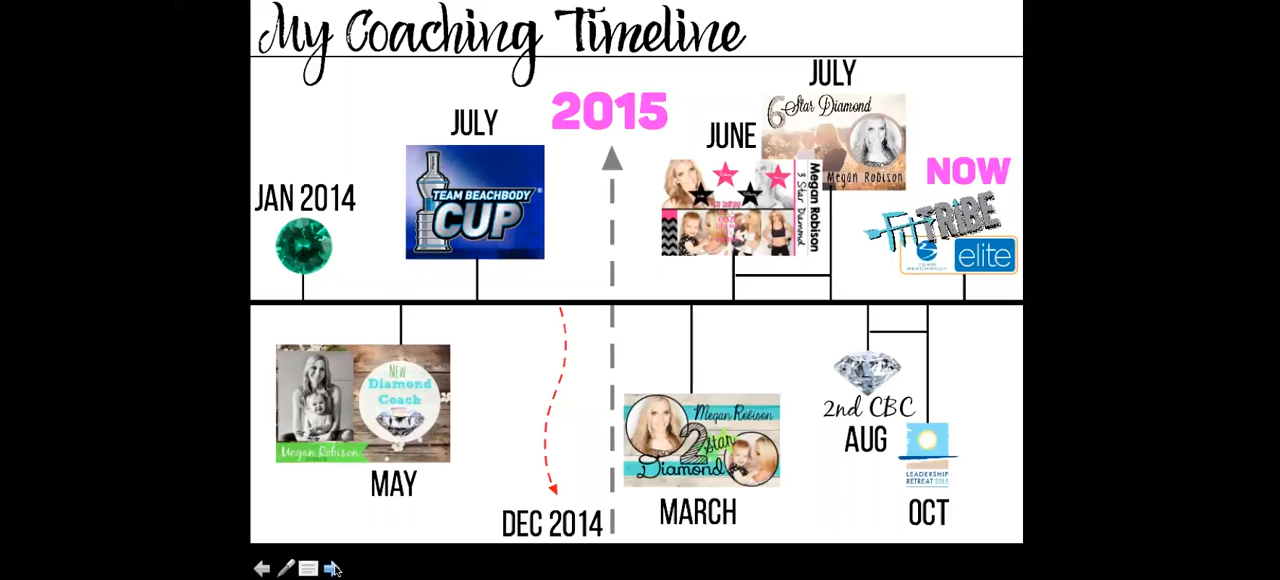 My Coaching Timeline
JAN 2014
JULY
TEAM BEACHBODY
CUP
2015
JUNE
Megan Robison
3 Star Diamond
JULY
6 Star Diamond
Megan Robison
NOW
FitTRIBE
TEAM
BEACHBODY
elite
NEW
Diamond
Coach
Megan Robison
MAY
DEC 2014
Megan Robison
2 Star
Diamond
MARCH
2nd CBC
AUG
LEADERSHIP
RETREAT 2015
OCT